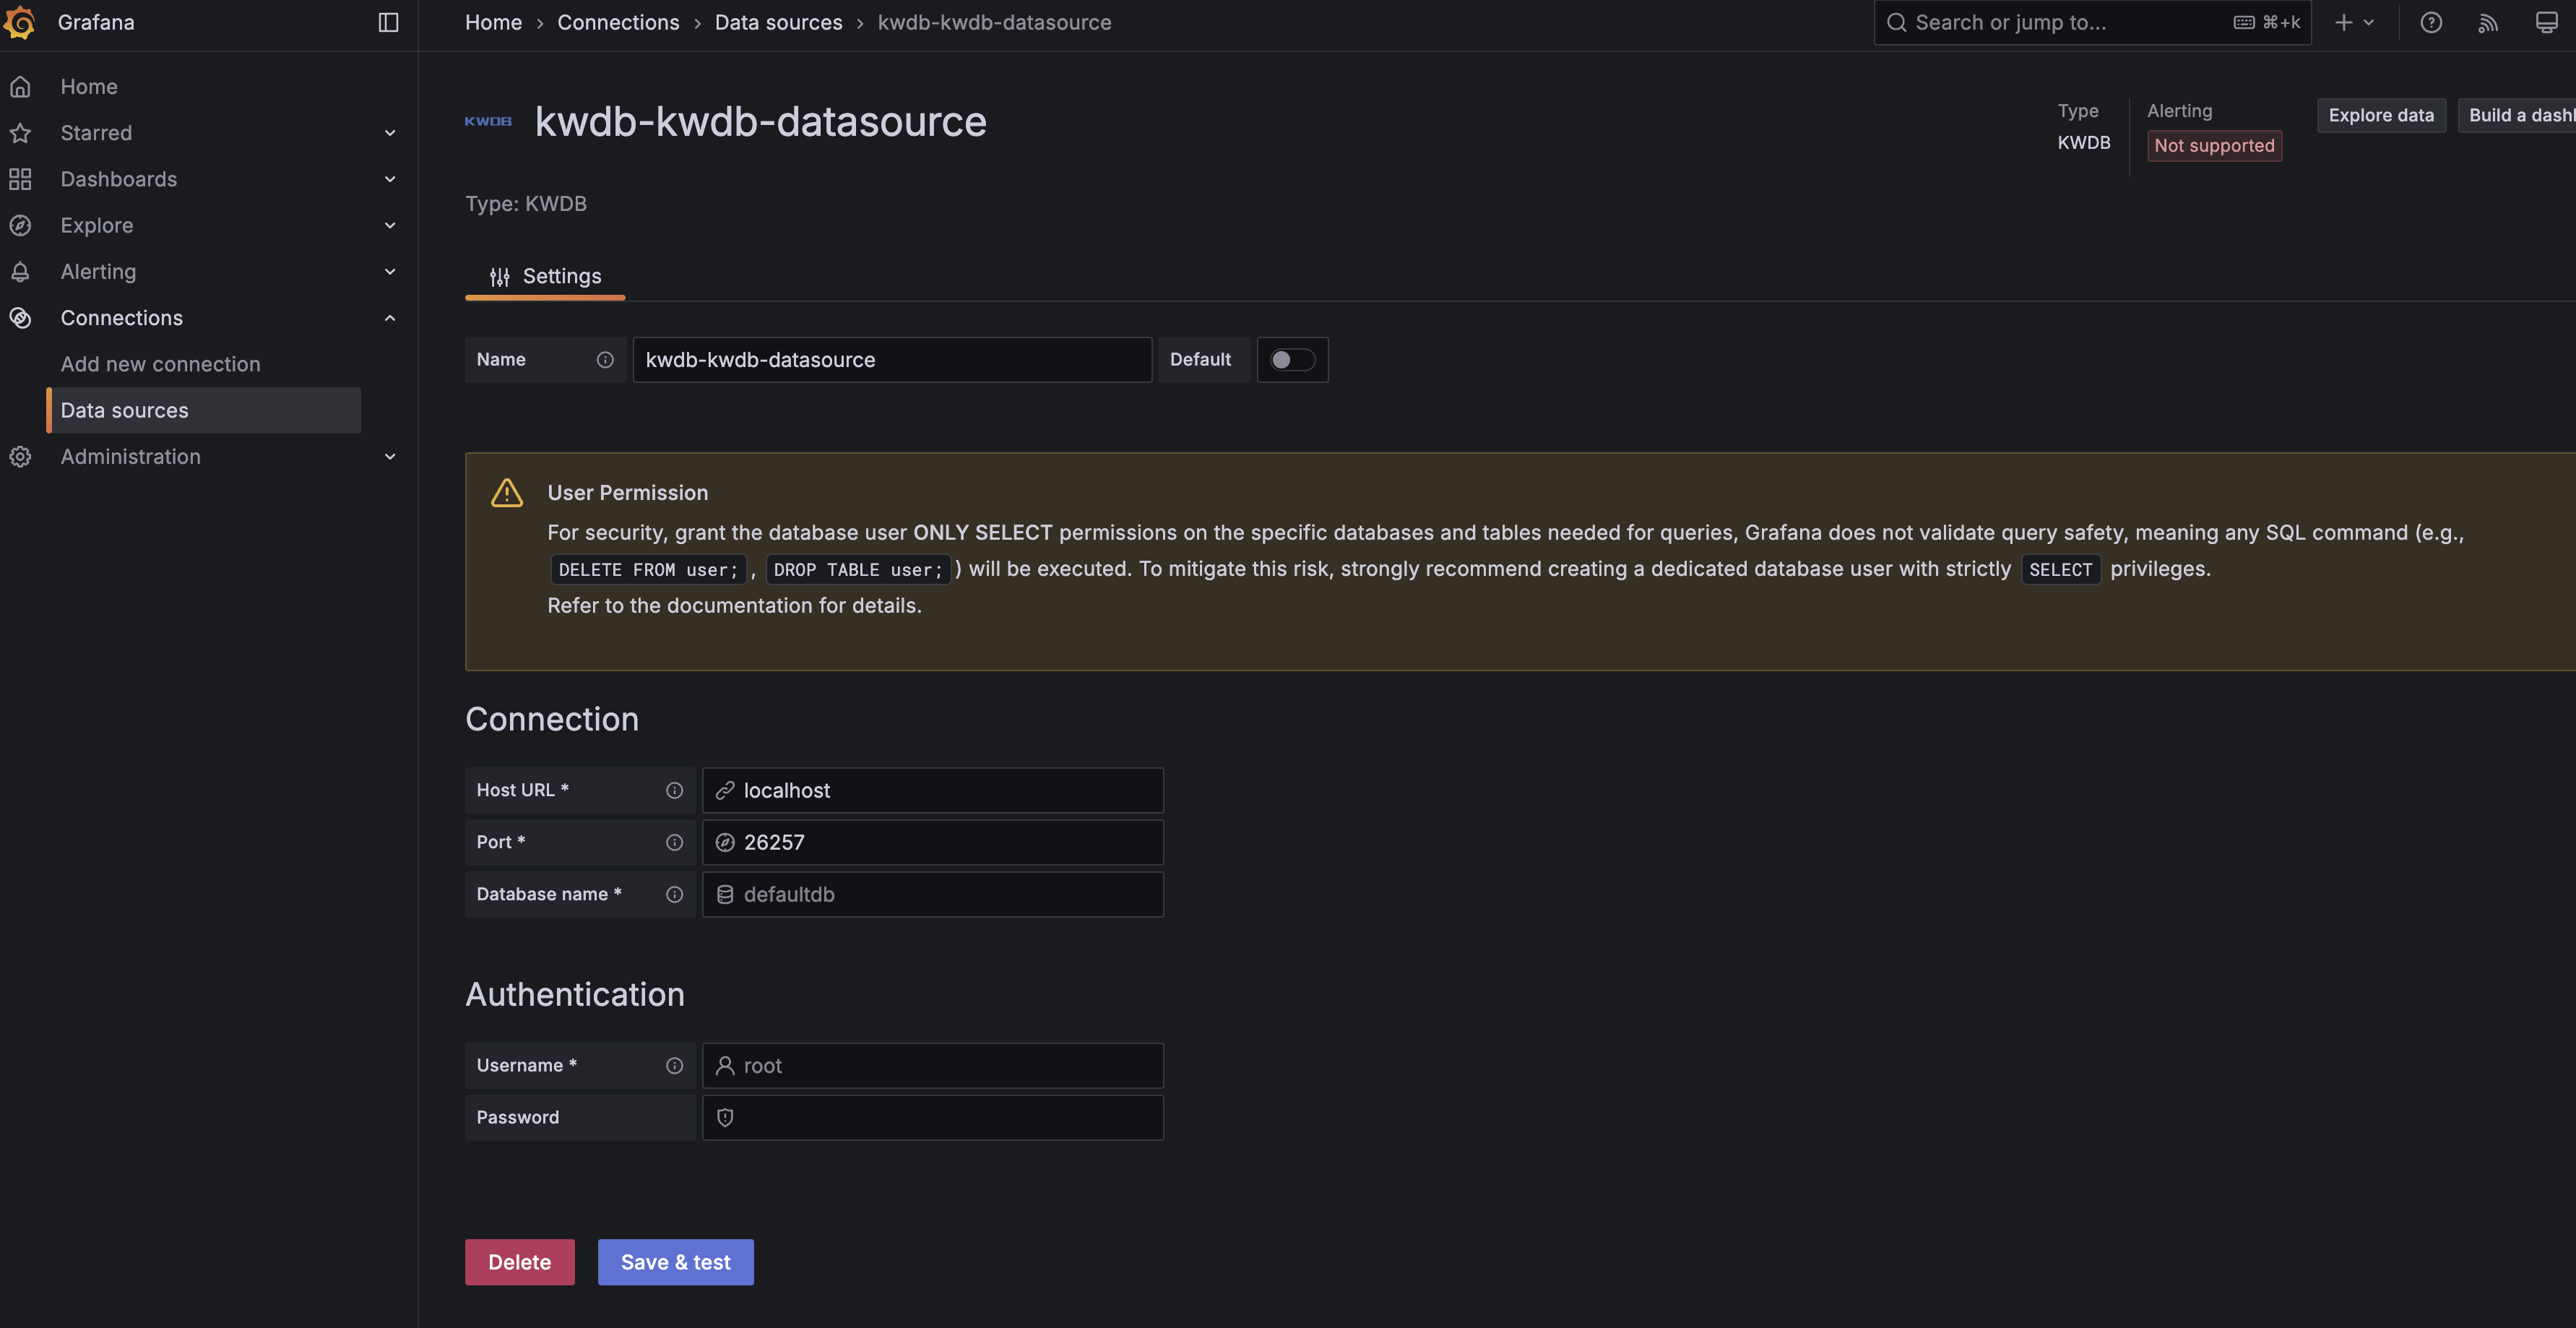 Grafana
Home › Connections › Data sources › kwdb-kwdb-datasource
Search or jump to... ⌘+k
Home
Starred
Dashboards
Explore
Alerting
Connections
Add new connection
Data sources
Administration
KWDB kwdb-kwdb-datasource
Type
KWDB
Alerting
Not supported
Explore data
Build a dash
Type: KWDB
Settings
Name kwdb-kwdb-datasource Default
User Permission
For security, grant the database user ONLY SELECT permissions on the specific databases and tables needed for queries, Grafana does not validate query safety, meaning any SQL command (e.g.,
DELETE FROM user; , DROP TABLE user; ) will be executed. To mitigate this risk, strongly recommend creating a dedicated database user with strictly SELECT privileges.
Refer to the documentation for details.
Connection
Host URL * localhost
Port * 26257
Database name * defaultdb
Authentication
Username * root
Password
Delete Save & test